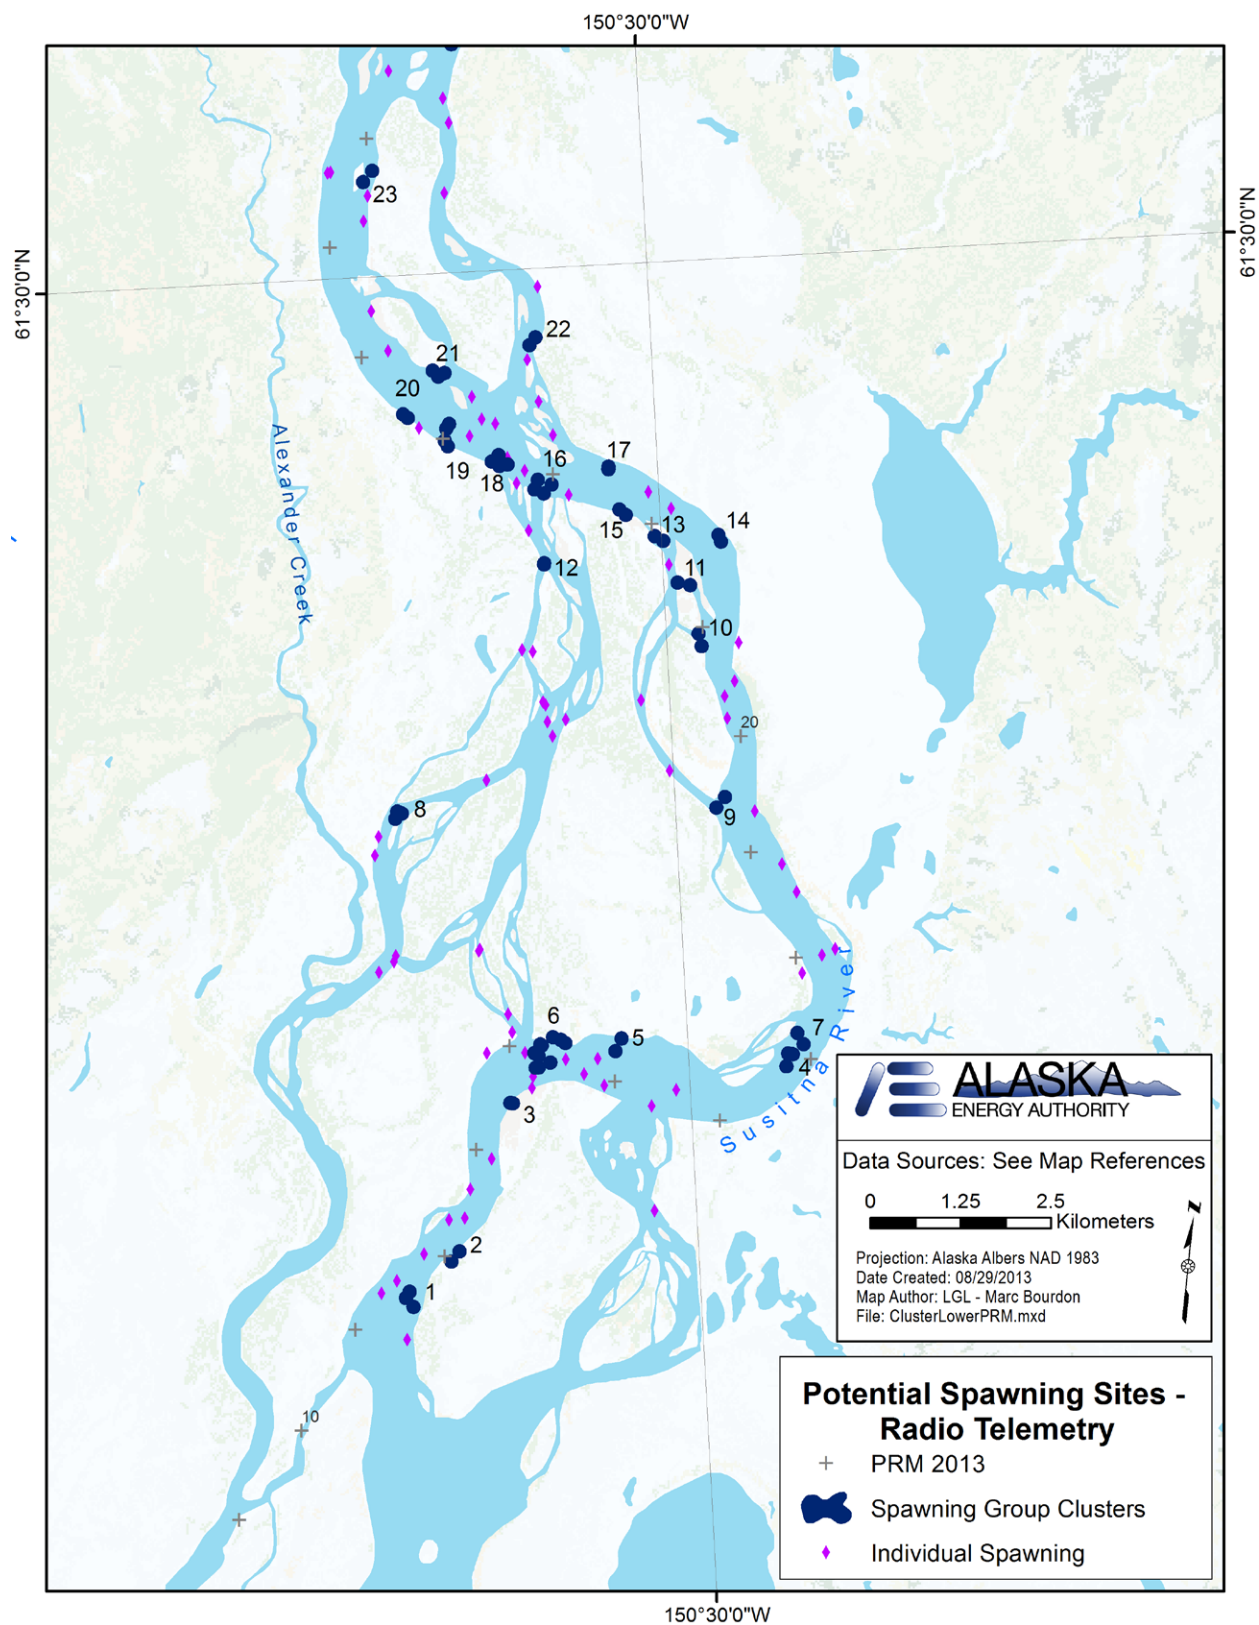 150°30'0"W
61°30'0"N
61°30'0"N
23
22
21
20
17
16
19
18
14
15
13
12
11
10
20
Alexander Creek
8
9
6
7
5
4
Susitna River
3
2
1
10
ALASKA
ENERGY AUTHORITY
Data Sources: See Map References
0 1.25 2.5
Kilometers
N
Projection: Alaska Albers NAD 1983
Date Created: 08/29/2013
Map Author: LGL - Marc Bourdon
File: ClusterLowerPRM.mxd
Potential Spawning Sites -
Radio Telemetry
PRM 2013
Spawning Group Clusters
Individual Spawning
150°30'0"W